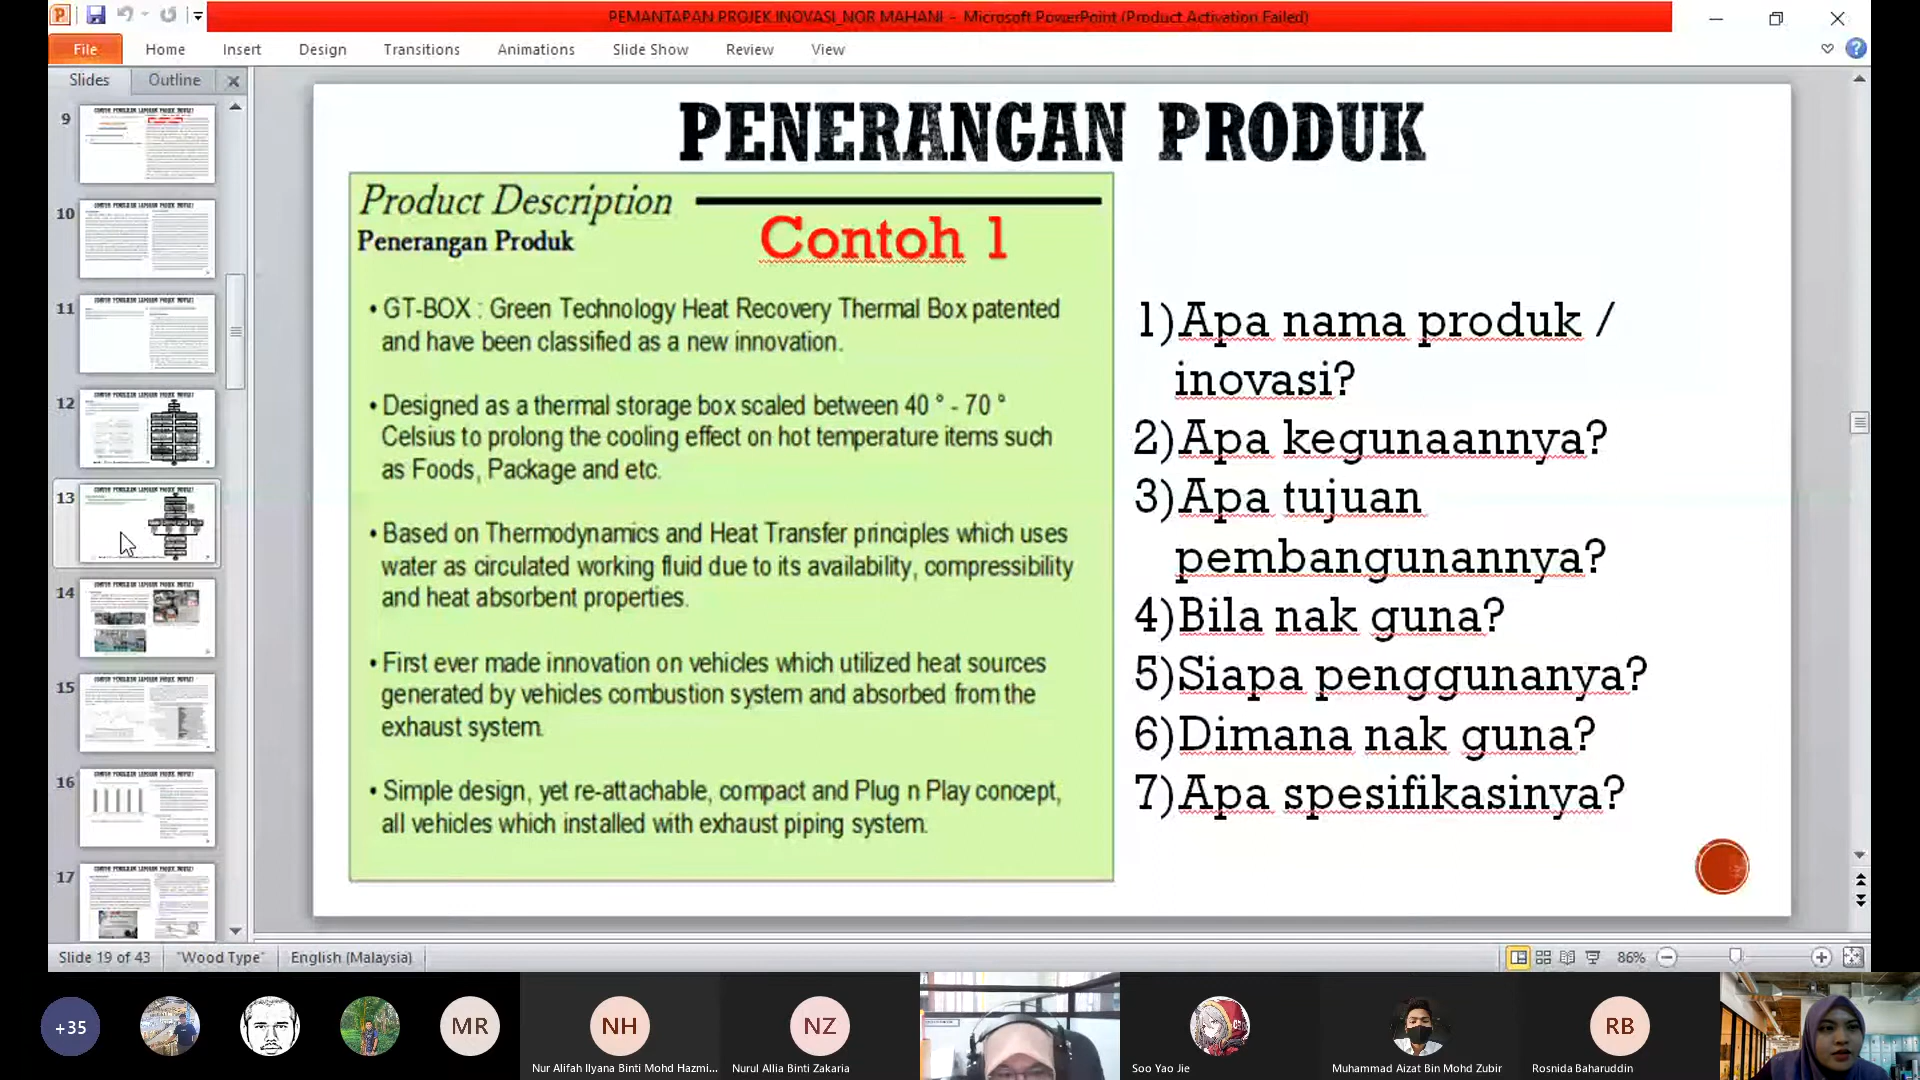 PEMANTAPAN PROJEK INOVASI_NOR MAHANI - Microsoft PowerPoint (Product Activation Failed)
File Home Insert Design Transitions Animations Slide Show Review View
Slides Outline
9
10
11
12
13
14
15
16
17
PENERANGAN PRODUK
Product Description
Penerangan Produk
Contoh 1
• GT-BOX : Green Technology Heat Recovery Thermal Box patented
and have been classified as a new innovation.
• Designed as a thermal storage box scaled between 40 ° - 70 °
Celsius to prolong the cooling effect on hot temperature items such
as Foods, Package and etc.
• Based on Thermodynamics and Heat Transfer principles which uses
water as circulated working fluid due to its availability, compressibility
and heat absorbent properties.
• First ever made innovation on vehicles which utilized heat sources
generated by vehicles combustion system and absorbed from the
exhaust system.
• Simple design, yet re-attachable, compact and Plug n Play concept,
all vehicles which installed with exhaust piping system.
1)Apa nama produk /
inovasi?
2)Apa kegunaannya?
3)Apa tujuan
pembangunannya?
4)Bila nak guna?
5)Siapa penggunanya?
6)Dimana nak guna?
7)Apa spesifikasinya?
Slide 19 of 43 "Wood Type" English (Malaysia) 86%
+35
MR
NH
NZ
RB
Nur Alifah Ilyana Binti Mohd Hazmi...
Nurul Allia Binti Zakaria
Soo Yao Jie
Muhammad Aizat Bin Mohd Zubir
Rosnida Baharuddin